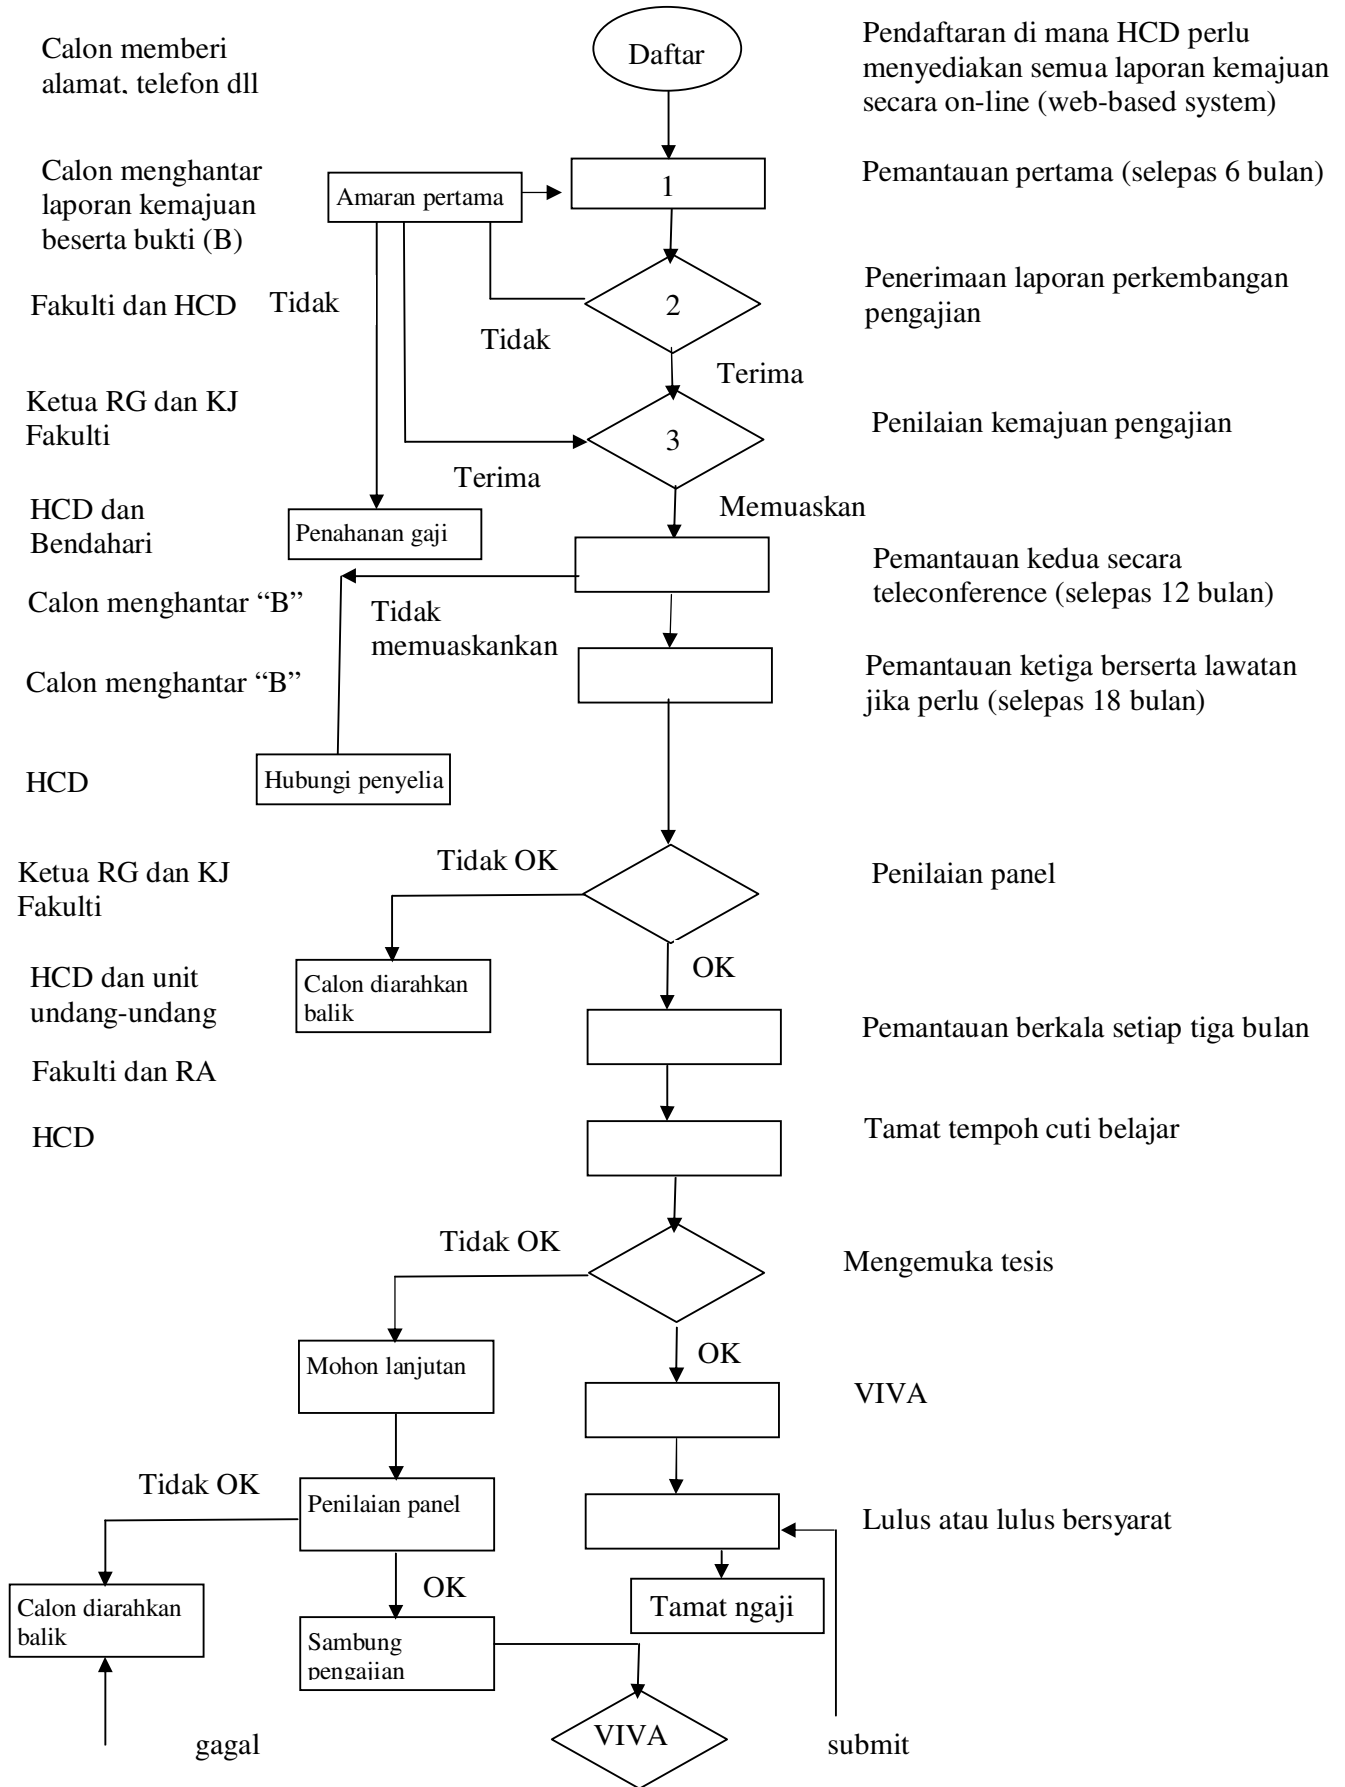 Calon memberi
alamat, telefon dll
Daftar
Pendaftaran di mana HCD perlu
menyediakan semua laporan kemajuan
secara on-line (web-based system)
Calon menghantar
laporan kemajuan
beserta bukti (B)
Amaran pertama
1
Pemantauan pertama (selepas 6 bulan)
Fakulti dan HCD
Tidak
Tidak
2
Penerimaan laporan perkembangan
pengajian
Terima
Ketua RG dan KJ
Fakulti
3
Penilaian kemajuan pengajian
Terima
Memuaskan
HCD dan
Bendahari
Penahanan gaji
Pemantauan kedua secara
teleconference (selepas 12 bulan)
Calon menghantar “B”
Tidak
memuaskankan
Calon menghantar “B”
Pemantauan ketiga berserta lawatan
jika perlu (selepas 18 bulan)
HCD
Hubungi penyelia
Ketua RG dan KJ
Fakulti
Tidak OK
Penilaian panel
OK
HCD dan unit
undang-undang
Calon diarahkan
balik
Pemantauan berkala setiap tiga bulan
Fakulti dan RA
HCD
Tamat tempoh cuti belajar
Tidak OK
Mengemuka tesis
OK
Mohon lanjutan
VIVA
Tidak OK
Penilaian panel
Lulus atau lulus bersyarat
OK
Tamat ngaji
Calon diarahkan
balik
Sambung
pengajian
gagal
VIVA
submit